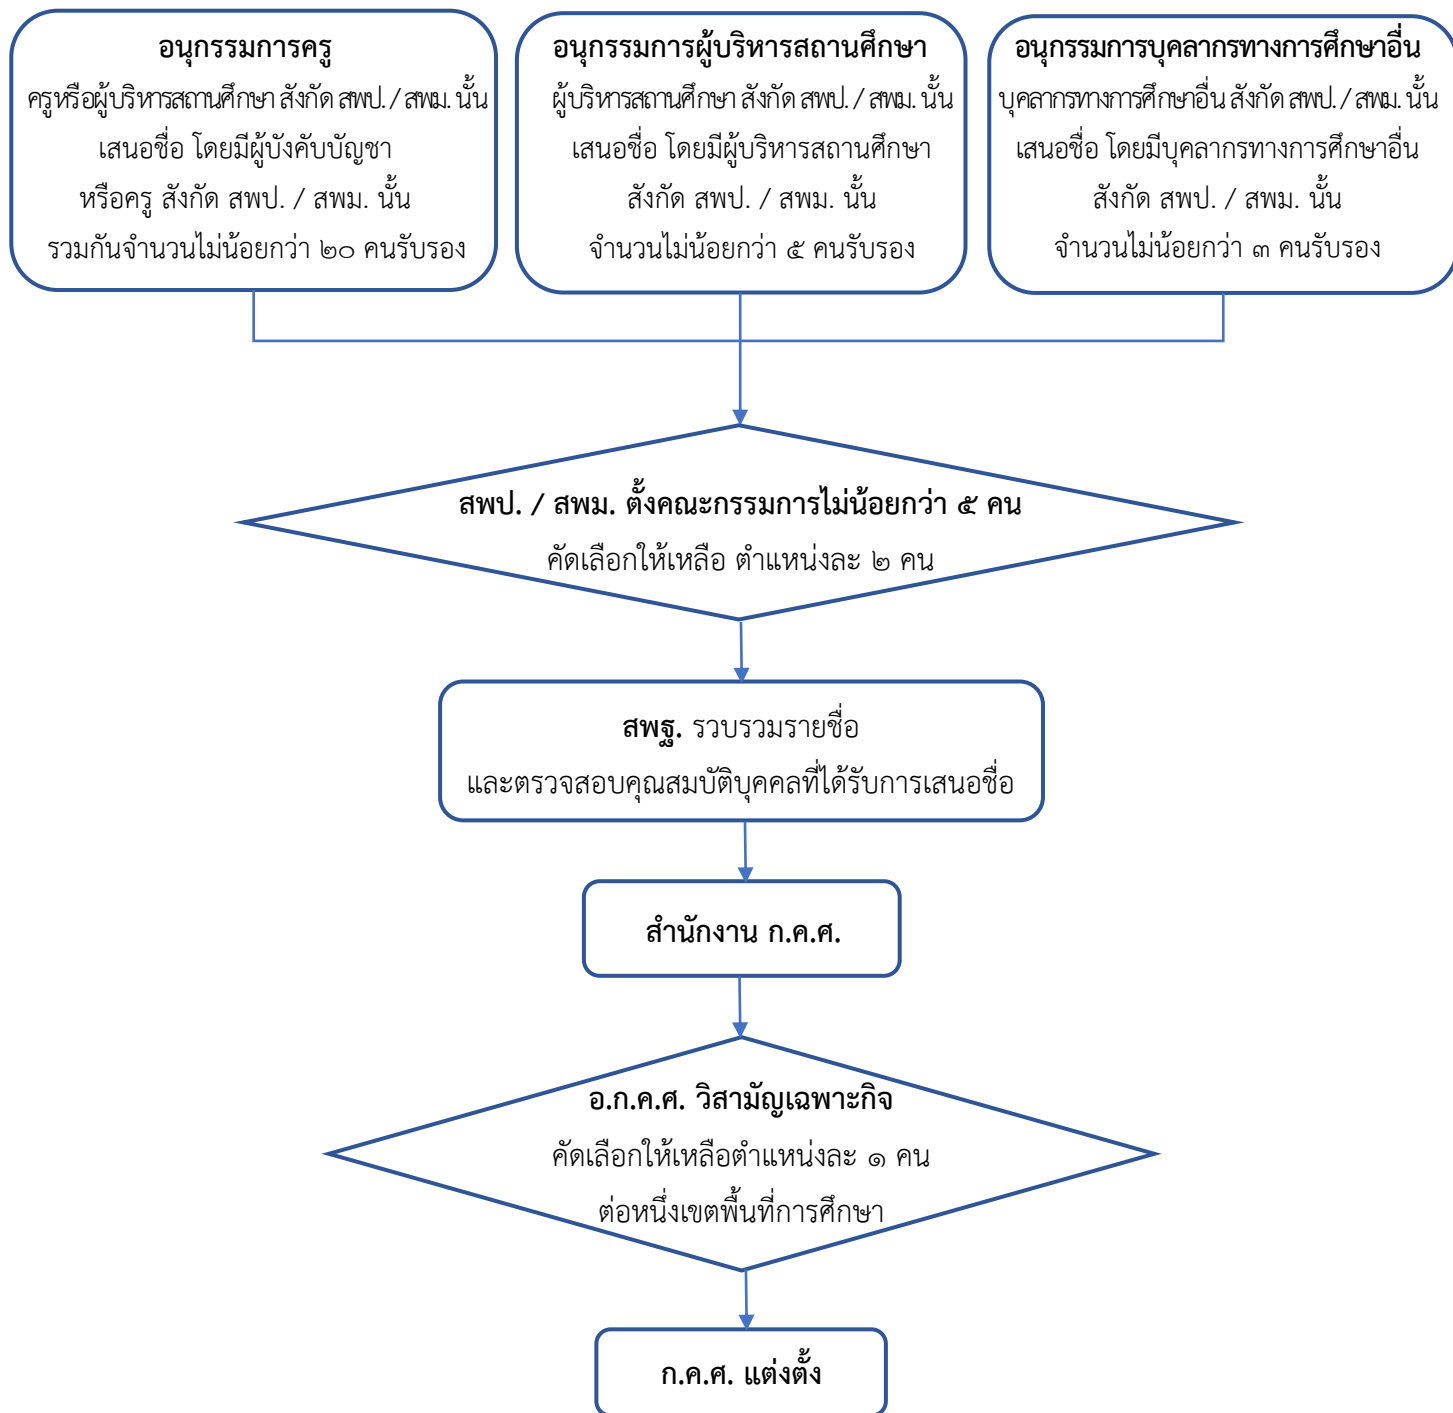 อนุกรรมการครู
ครูหรือผู้บริหารสถานศึกษา สังกัด สพป. / สพม. นั้น
เสนอชื่อ โดยมีผู้บังคับบัญชา
หรือครู สังกัด สพป. / สพม. นั้น
รวมกันจำนวนไม่น้อยกว่า ๒๐ คนรับรอง
อนุกรรมการผู้บริหารสถานศึกษา
ผู้บริหารสถานศึกษา สังกัด สพป. / สพม. นั้น
เสนอชื่อ โดยมีผู้บริหารสถานศึกษา
สังกัด สพป. / สพม. นั้น
จำนวนไม่น้อยกว่า ๕ คนรับรอง
อนุกรรมการบุคลากรทางการศึกษาอื่น
บุคลากรทางการศึกษาอื่น สังกัด สพป. / สพม. นั้น
เสนอชื่อ โดยมีบุคลากรทางการศึกษาอื่น
สังกัด สพป. / สพม. นั้น
จำนวนไม่น้อยกว่า ๓ คนรับรอง
สพป. / สพม. ตั้งคณะกรรมการไม่น้อยกว่า ๕ คน
คัดเลือกให้เหลือ ตำแหน่งละ ๒ คน
สพฐ. รวบรวมรายชื่อ
และตรวจสอบคุณสมบัติบุคคลที่ได้รับการเสนอชื่อ
สำนักงาน ก.ค.ศ.
อ.ก.ค.ศ. วิสามัญเฉพาะกิจ
คัดเลือกให้เหลือตำแหน่งละ ๑ คน
ต่อหนึ่งเขตพื้นที่การศึกษา
ก.ค.ศ. แต่งตั้ง